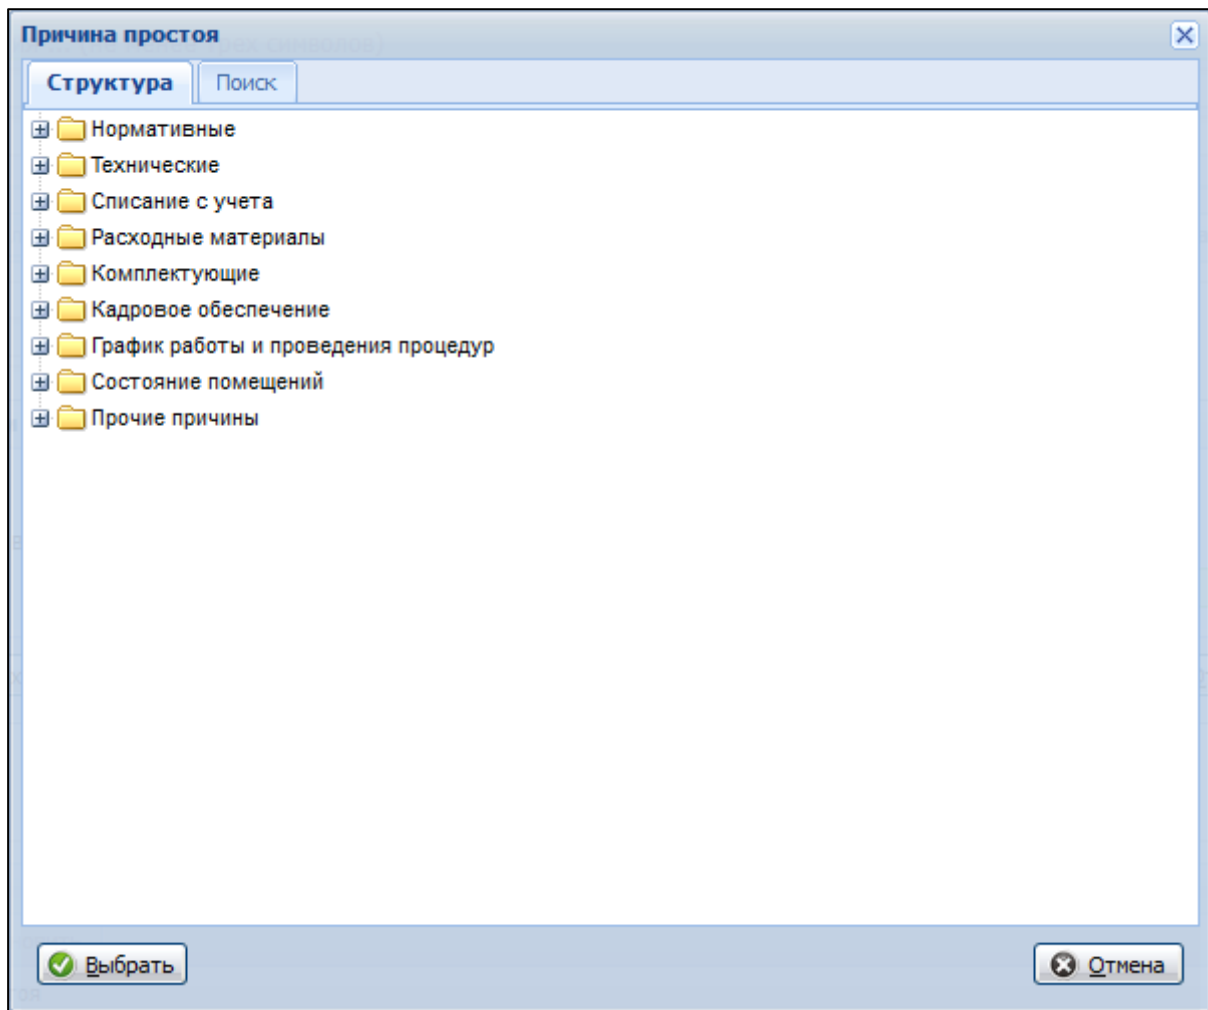 Причина простоя
Структура
Поиск
Нормативные
Технические
Списание с учета
Расходные материалы
Комплектующие
Кадровое обеспечение
График работы и проведения процедур
Состояние помещений
Прочие причины
Выбрать
Отмена